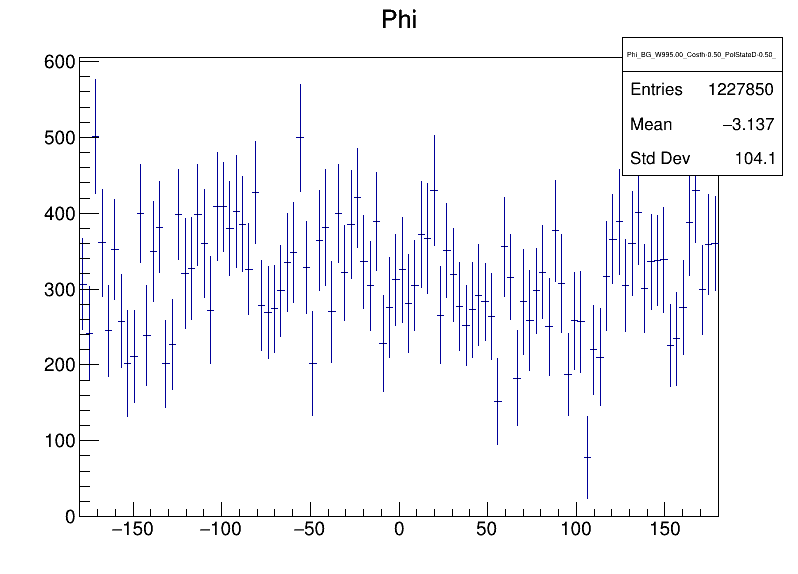 Phi
Phi_BG_W995.00_Costh-0.50_PolStateD-0.50_
Entries 1227850
Mean −3.137
Std Dev 104.1
600
500
400
300
200
100
0
−150 −100 −50 0 50 100 150